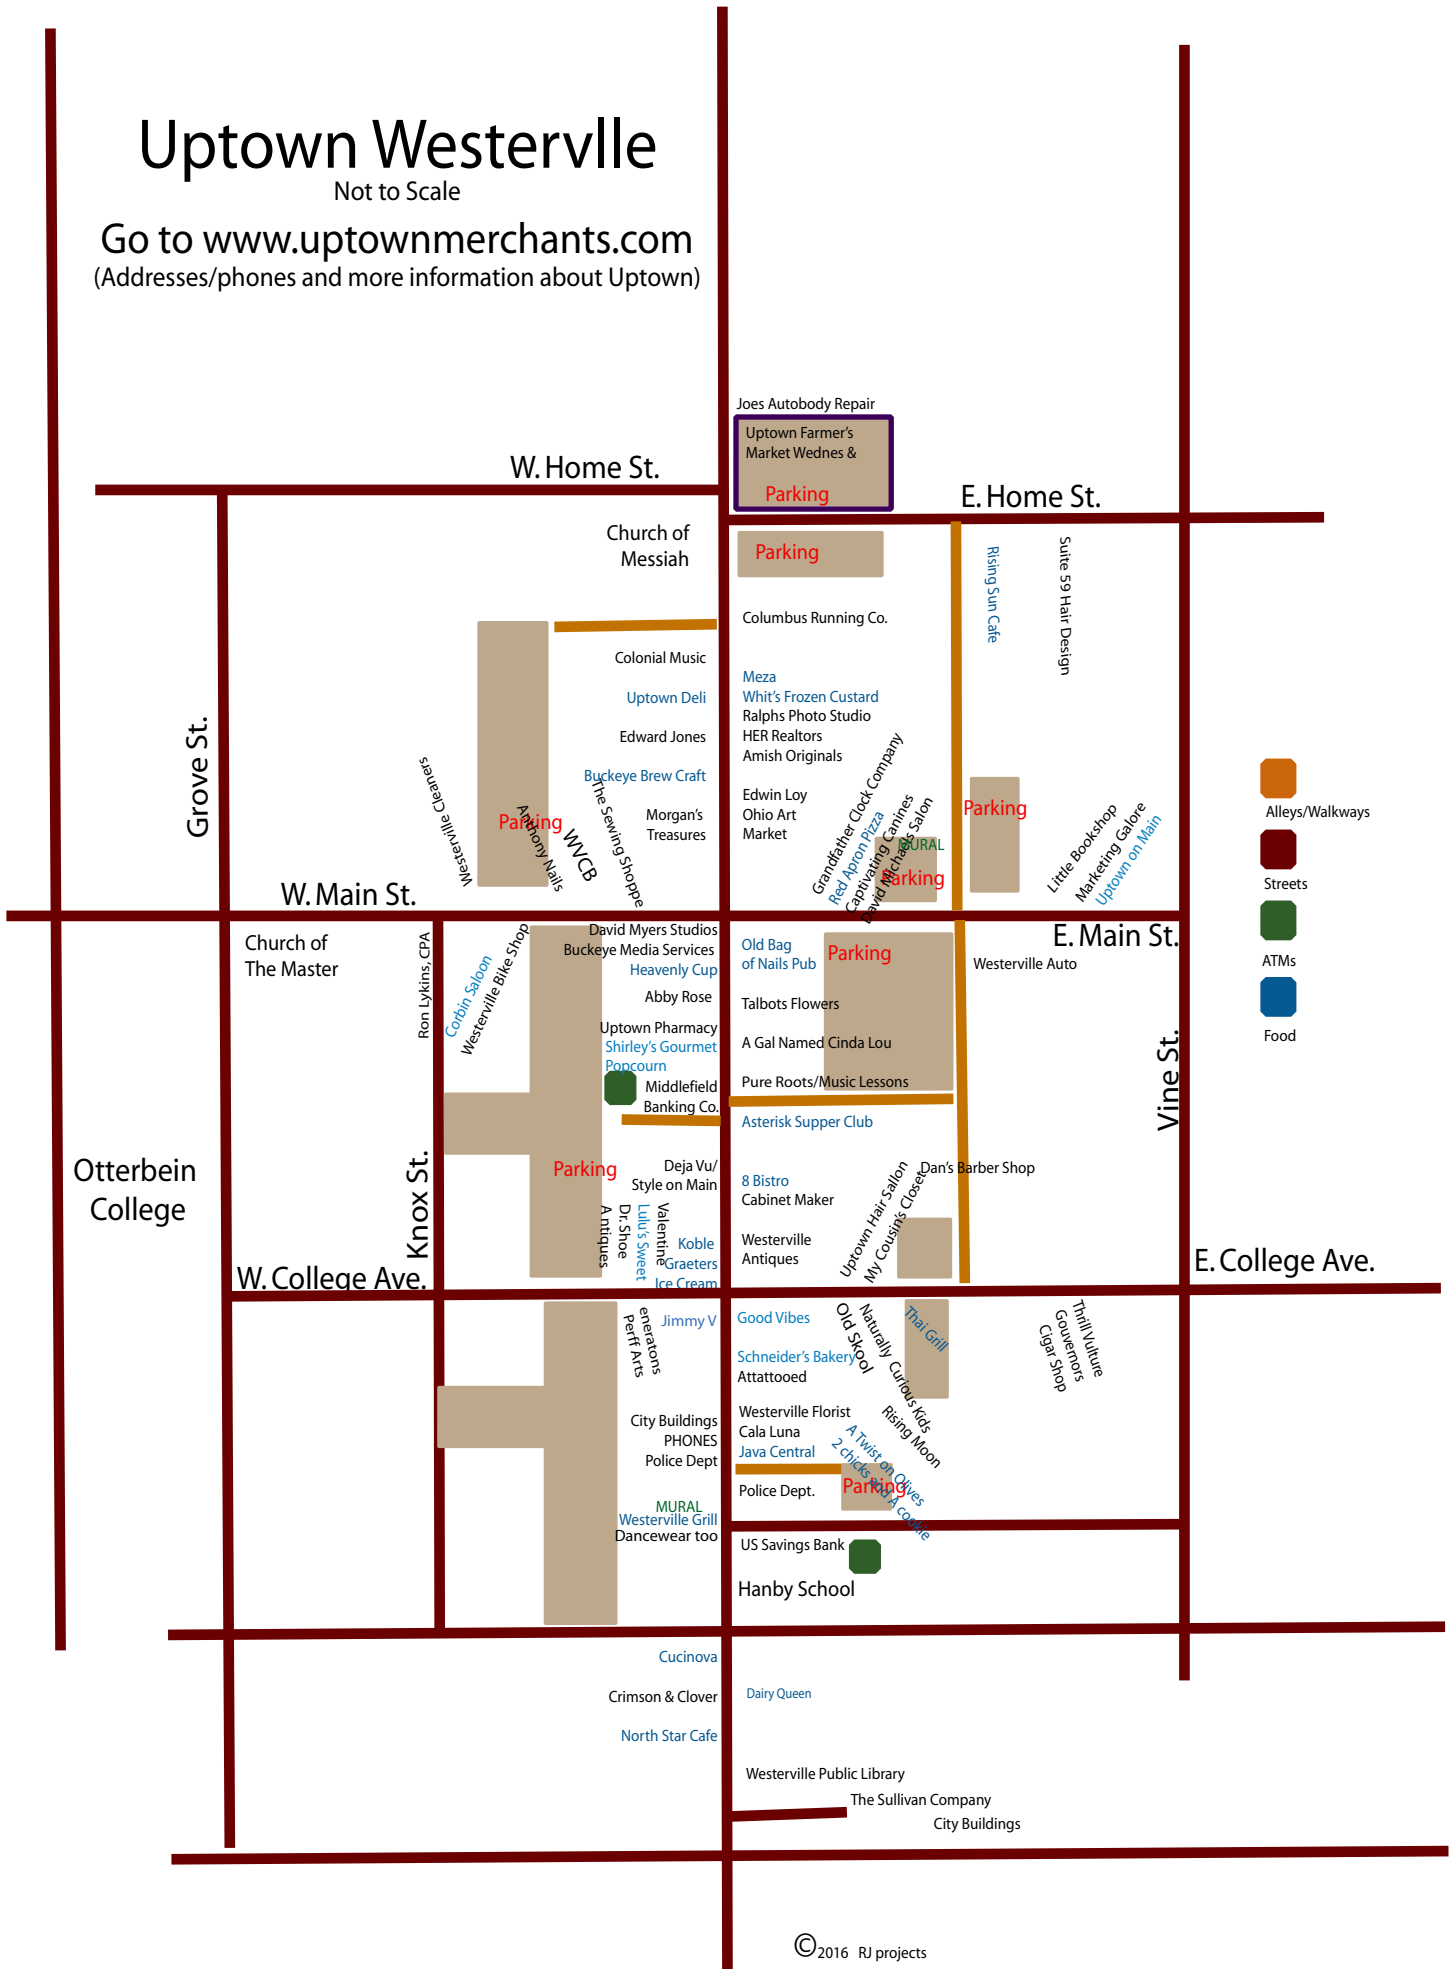 Uptown Westervlle
Not to Scale
Go to www.uptownmerchants.com
(Addresses/phones and more information about Uptown)
Joes Autobody Repair
Uptown Farmer's
Market Wednes &
Parking
W. Home St.
E. Home St.
Church of
Messiah
Parking
Rising Sun Cafe
Suite 59 Hair Design
Columbus Running Co.
Colonial Music
Uptown Deli
Edward Jones
Buckeye Brew Craft
Morgan's
Treasures
Meza
Whit's Frozen Custard
Ralphs Photo Studio
HER Realtors
Amish Originals
Edwin Loy
Ohio Art
Market
Grove St.
Westerville Cleaners
Parking
Anthony Nails
WVCB
The Sewing Shoppe
Grandfather Clock Company
Red Apron Pizza
Captivating Canines
David Michaels Salon
MURAL
Parking
Parking
Little Bookshop
Marketing Galore
Uptown on Main
Alleys/Walkways
Streets
ATMs
Food
W. Main St.
E. Main St.
Church of
The Master
Ron Lykins, CPA
Corbin Saloon
Westerville Bike Shop
David Myers Studios
Buckeye Media Services
Heavenly Cup
Abby Rose
Uptown Pharmacy
Shirley's Gourmet
Popcourn
Middlefield
Banking Co.
Old Bag
of Nails Pub
Parking
Westerville Auto
Talbots Flowers
A Gal Named Cinda Lou
Pure Roots/Music Lessons
Asterisk Supper Club
Vine St.
Otterbein
College
Knox St.
Parking
Deja Vu/
Style on Main
Antiques
Dr. Shoe
Lulu's Sweet
Valentine
Koble
Graeters
Ice Cream
8 Bistro
Cabinet Maker
Westerville
Antiques
Uptown Hair Sallon
My Cousin's Closet
Dan's Barber Shop
W. College Ave.
E. College Ave.
eneratons
Perff Arts
Jimmy V
Good Vibes
Schneider's Bakery
Attattooed
Old Skool
Naturally Curious Kids
Thai Grill
Rising Moon
Thrill Vulture
Gouvernors
Cigar Shop
City Buildings
PHONES
Police Dept
Westerville Florist
Cala Luna
Java Central
A Twist on Olives
2 chicks and A cookie
Parking
Police Dept.
MURAL
Westerville Grill
Dancewear too
US Savings Bank
Hanby School
Cucinova
Crimson & Clover
North Star Cafe
Dairy Queen
Westerville Public Library
The Sullivan Company
City Buildings
©2016 RJ projects